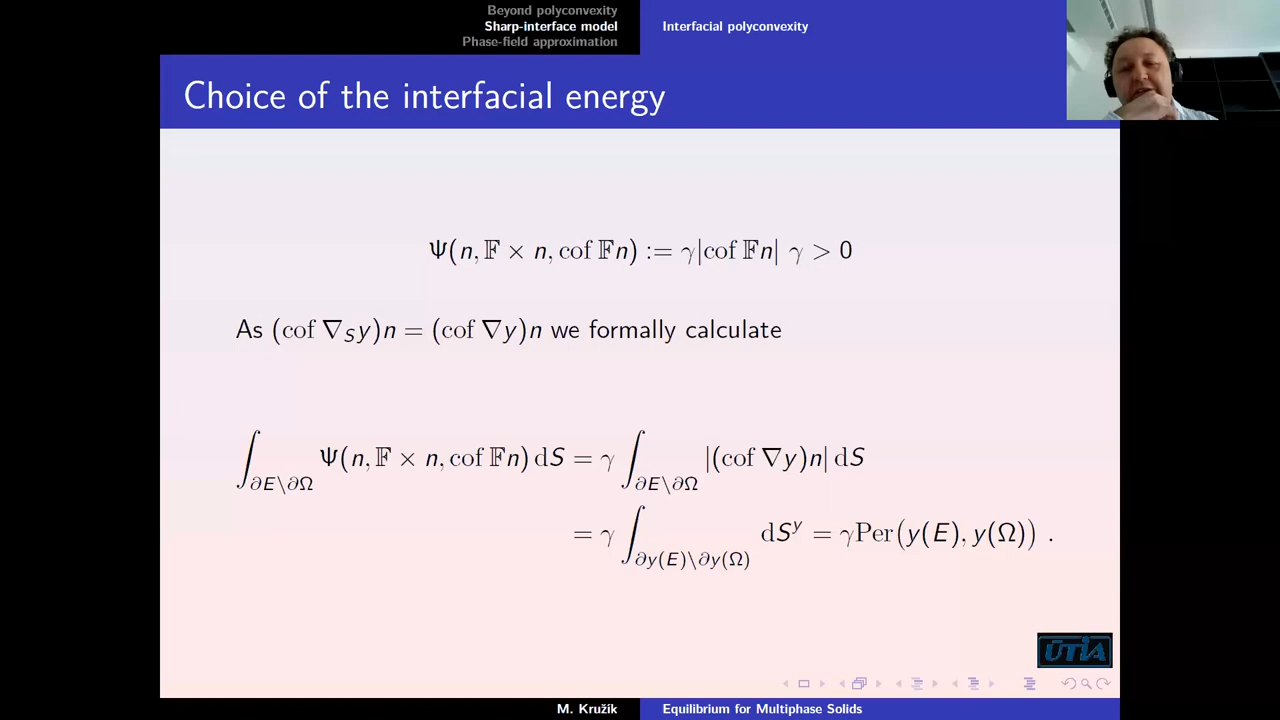 Beyond polyconvexity
Sharp-interface model
Phase-field approximation
Interfacial polyconvexity
Choice of the interfacial energy
Ψ(n, 𝔽 × n, cof 𝔽n) := γ|cof 𝔽n| γ > 0
As (cof ∇_S y)n = (cof ∇y)n we formally calculate
∫_{∂E\∂Ω} Ψ(n, 𝔽 × n, cof 𝔽n) dS = γ ∫_{∂E\∂Ω} |(cof ∇y)n| dS
= γ ∫_{∂y(E)\∂y(Ω)} dS^y = γPer(y(E), y(Ω)) .
ÚTIA
M. Kružík
Equilibrium for Multiphase Solids